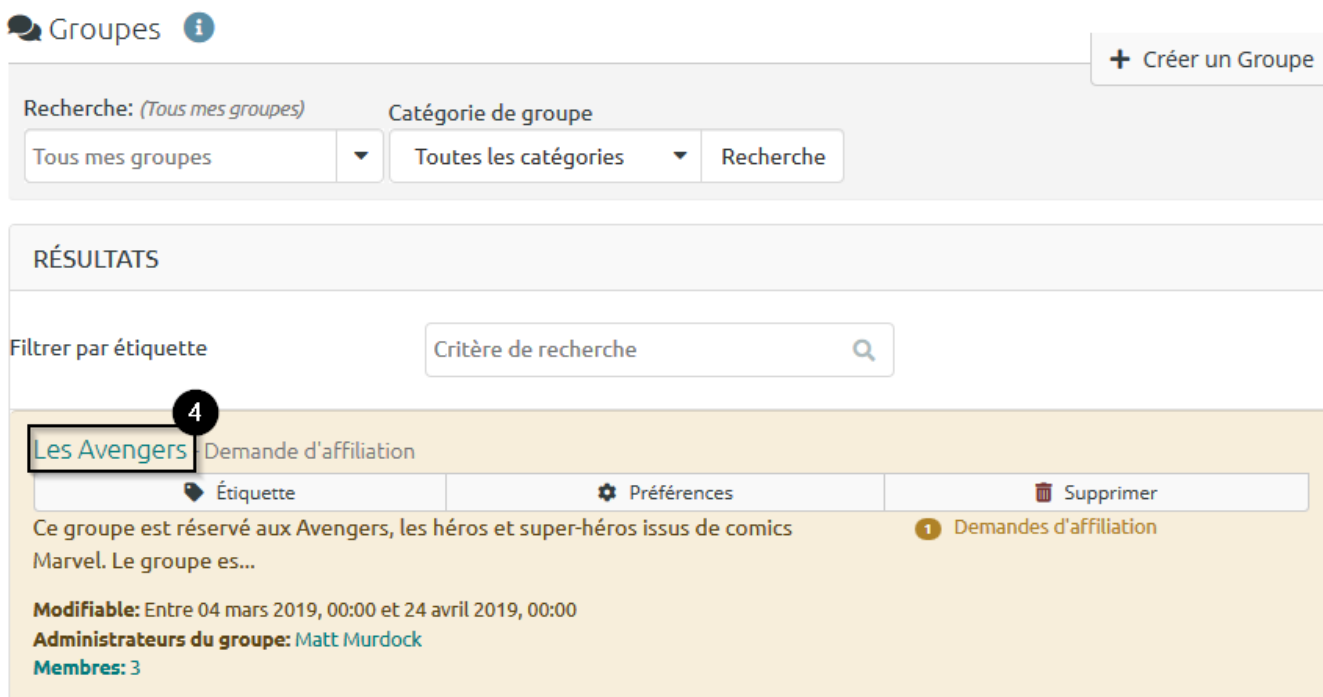 Groupes
+ Créer un Groupe
Recherche: (Tous mes groupes)
Catégorie de groupe
Tous mes groupes
Toutes les catégories
Recherche
RÉSULTATS
Filtrer par étiquette
Critère de recherche
4
Les Avengers - Demande d'affiliation
Étiquette
Préférences
Supprimer
Ce groupe est réservé aux Avengers, les héros et super-héros issus de comics
Marvel. Le groupe es...
1 Demandes d'affiliation
Modifiable: Entre 04 mars 2019, 00:00 et 24 avril 2019, 00:00
Administrateurs du groupe: Matt Murdock
Membres: 3